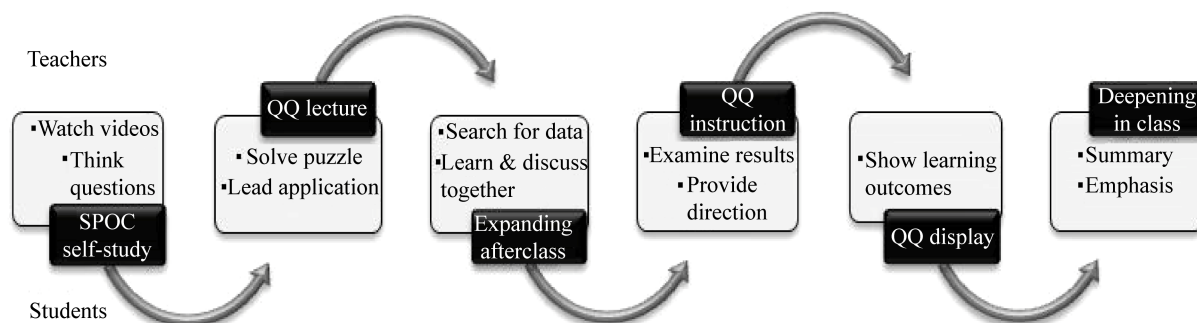 Teachers
▪Watch videos
▪Think
questions
SPOC
self-study
QQ lecture
▪Solve puzzle
▪Lead application
▪Search for data
▪Learn & discuss
together
Expanding
afterclass
QQ
instruction
▪Examine results
▪Provide
direction
▪Show learning
outcomes
QQ display
Deepening
in class
▪Summary
▪Emphasis
Students